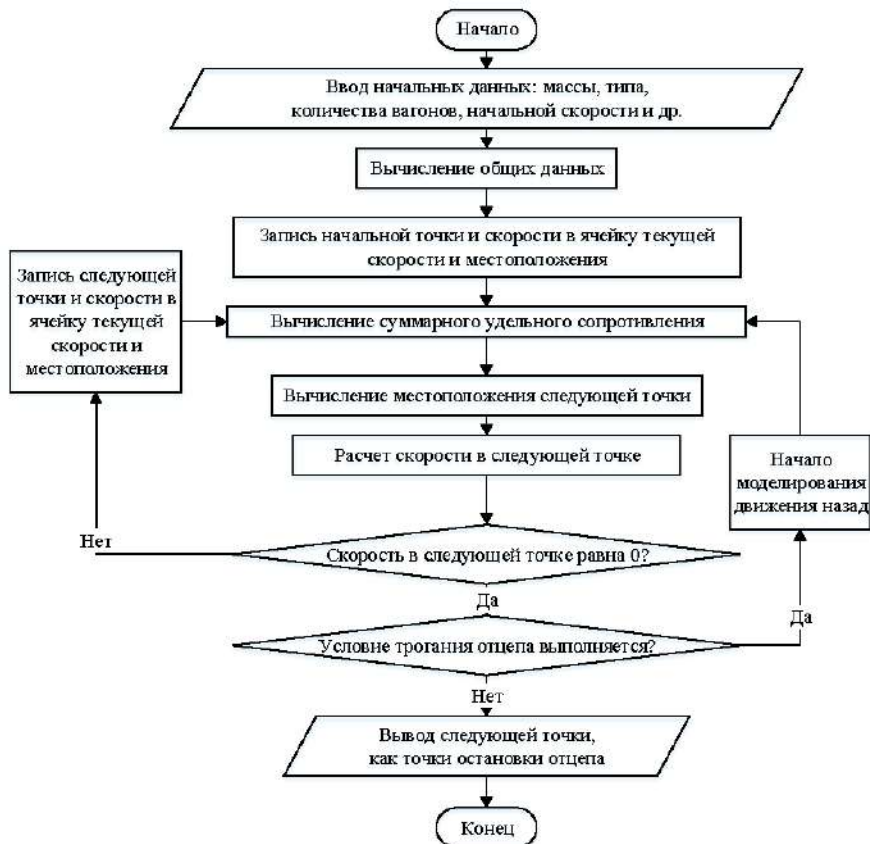 Начало
Ввод начальных данных: массы, типа,
количества вагонов, начальной скорости и др.
Вычисление общих данных
Запись начальной точки и скорости в ячейку текущей
скорости и местоположения
Запись следующей
точки и скорости в
ячейку текущей
скорости и
местоположения
Вычисление суммарного удельного сопротивления
Вычисление местоположения следующей точки
Расчет скорости в следующей точке
Начало
моделирования
движения назад
Нет
Скорость в следующей точке равна 0?
Да
Да
Условие трогания отцепа выполняется?
Нет
Вывод следующей точки,
как точки остановки отцепа
Конец